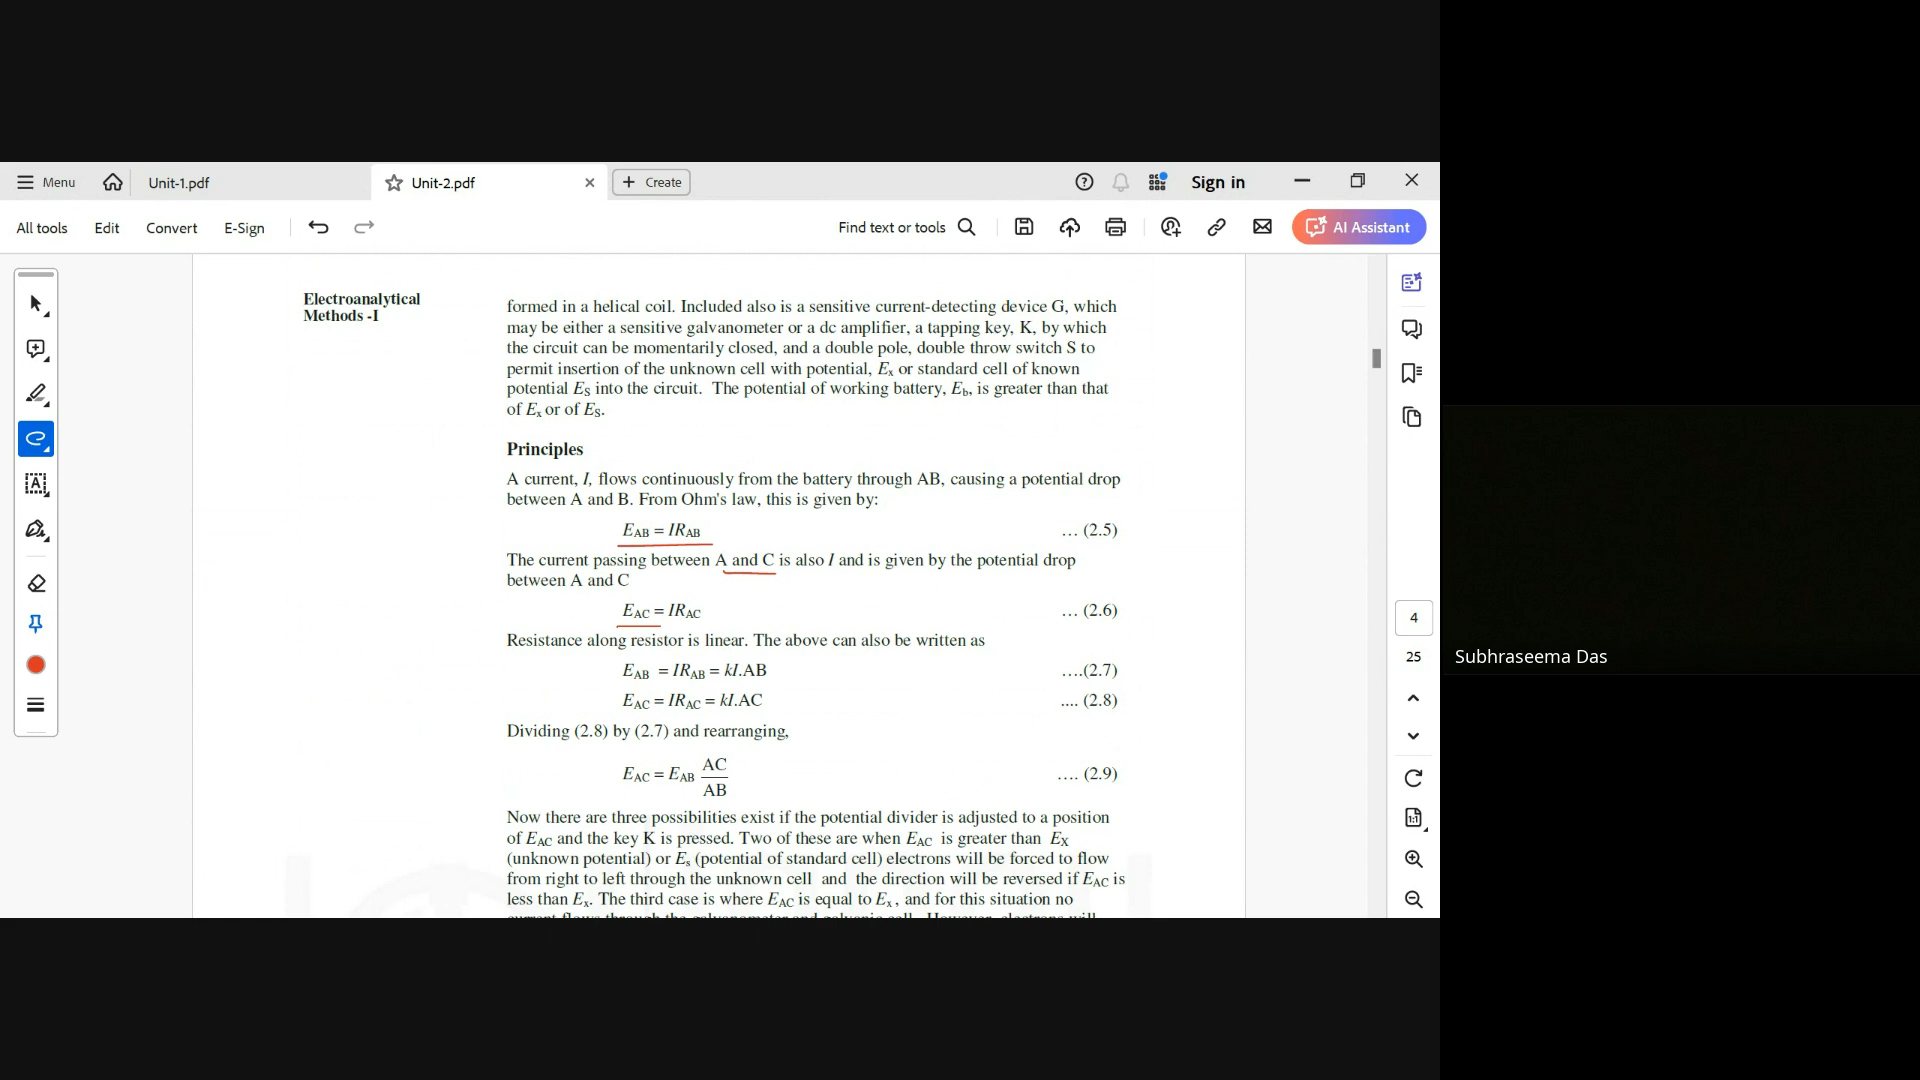 Menu
Unit-1.pdf
Unit-2.pdf
Create
Sign in
All tools
Edit
Convert
E-Sign
Find text or tools
AI Assistant
Electroanalytical
Methods -I
formed in a helical coil. Included also is a sensitive current-detecting device G, which
may be either a sensitive galvanometer or a dc amplifier, a tapping key, K, by which
the circuit can be momentarily closed, and a double pole, double throw switch S to
permit insertion of the unknown cell with potential, Ex or standard cell of known
potential ES into the circuit. The potential of working battery, Eb, is greater than that
of Ex or of ES.
Principles
A current, I, flows continuously from the battery through AB, causing a potential drop
between A and B. From Ohm's law, this is given by:
EAB = IRAB … (2.5)
The current passing between A and C is also I and is given by the potential drop
between A and C
EAC = IRAC … (2.6)
Resistance along resistor is linear. The above can also be written as
EAB = IRAB = kI.AB ….(2.7)
EAC = IRAC = kI.AC .... (2.8)
Dividing (2.8) by (2.7) and rearranging,
EAC = EAB AC/AB …. (2.9)
Now there are three possibilities exist if the potential divider is adjusted to a position
of EAC and the key K is pressed. Two of these are when EAC is greater than EX
(unknown potential) or Es (potential of standard cell) electrons will be forced to flow
from right to left through the unknown cell and the direction will be reversed if EAC is
less than Ex. The third case is where EAC is equal to Ex, and for this situation no
4
25
Subhraseema Das